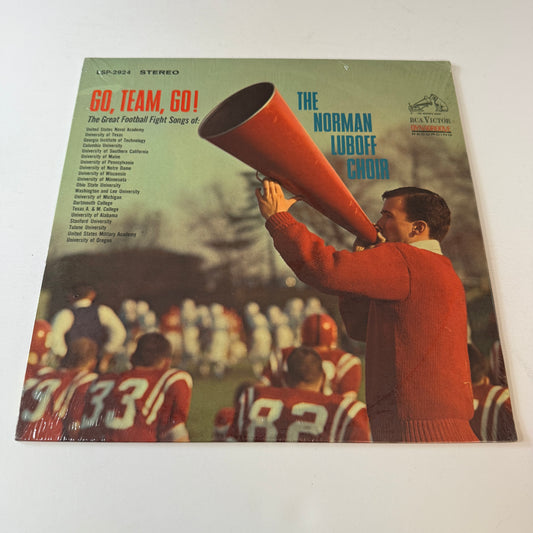 LSP-2924 STEREO
GO, TEAM, GO!
The Great Football Fight Songs of:
United States Naval Academy
University of Texas
Georgia Institute of Technology
Columbia University
University of Southern California
University of Maine
University of Pennsylvania
University of Notre Dame
University of Wisconsin
University of Minnesota
Ohio State University
Washington and Lee University
University of Michigan
Dartmouth College
Texas A. & M. College
University of Alabama
Stanford University
Tulane University
United States Military Academy
University of Oregon
THE
NORMAN
LUBOFF
CHOIR
RCA VICTOR
DYNAGROOVE
RECORDING
33
33
82